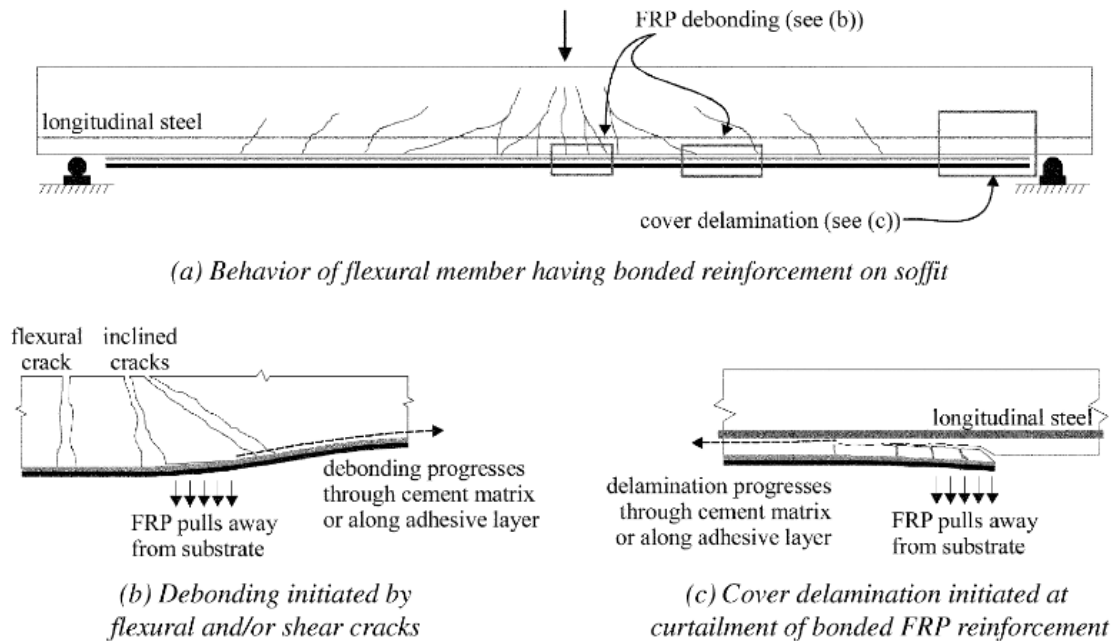 FRP debonding (see (b))
longitudinal steel
cover delamination (see (c))
(a) Behavior of flexural member having bonded reinforcement on soffit
flexural
crack
inclined
cracks
debonding progresses
through cement matrix
or along adhesive layer
FRP pulls away
from substrate
(b) Debonding initiated by
flexural and/or shear cracks
longitudinal steel
delamination progresses
through cement matrix
or along adhesive layer
FRP pulls away
from substrate
(c) Cover delamination initiated at
curtailment of bonded FRP reinforcement